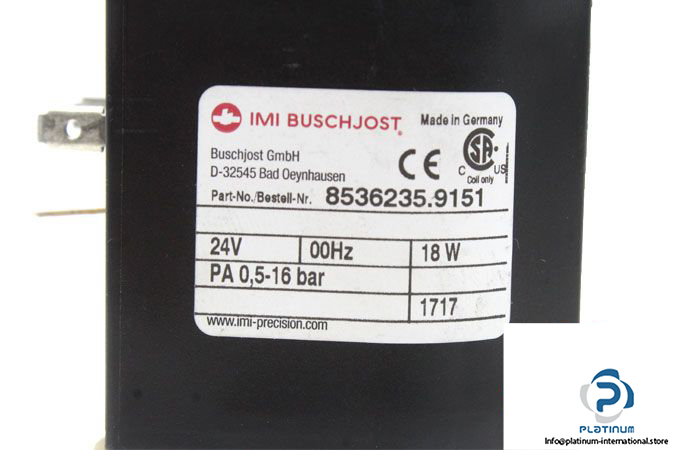 IMI BUSCHJOST®
Made in Germany
Buschjost GmbH
D-32545 Bad Oeynhausen
CE
SA
C US
Coil only
Part-No./Bestell-Nr. 8536235.9151
24V 00Hz 18 W
PA 0,5-16 bar
1717
www.imi-precision.com
PLATINUM
info@platinum-international.store